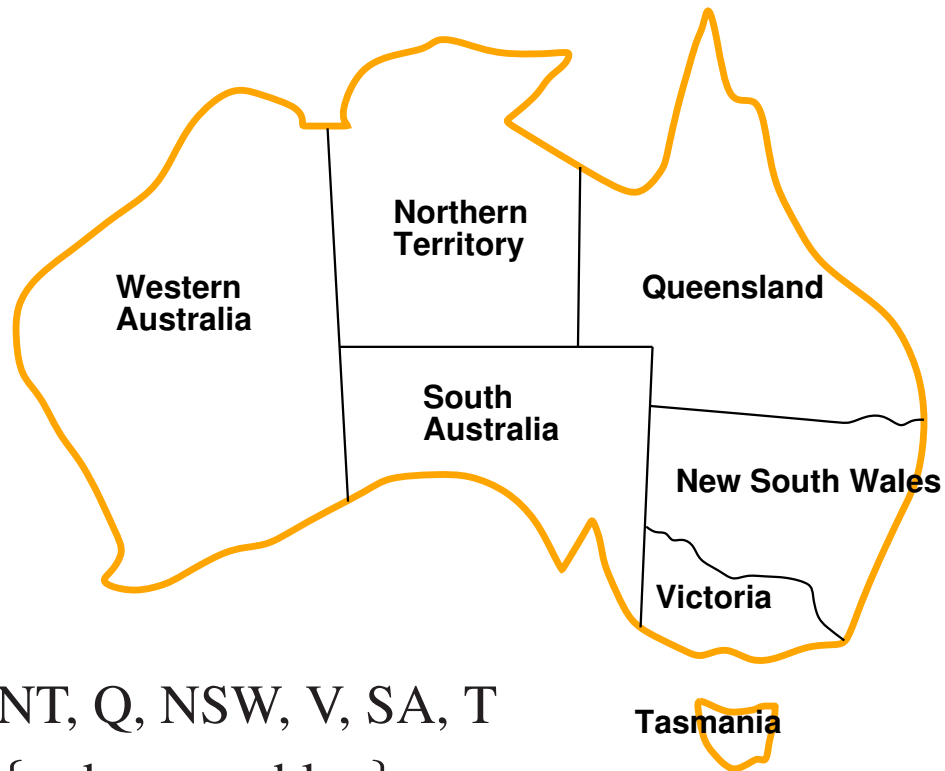 Northern
Territory
Western
Australia
Queensland
South
Australia
New South Wales
Victoria
Tasmania
NT, Q, NSW, V, SA, T